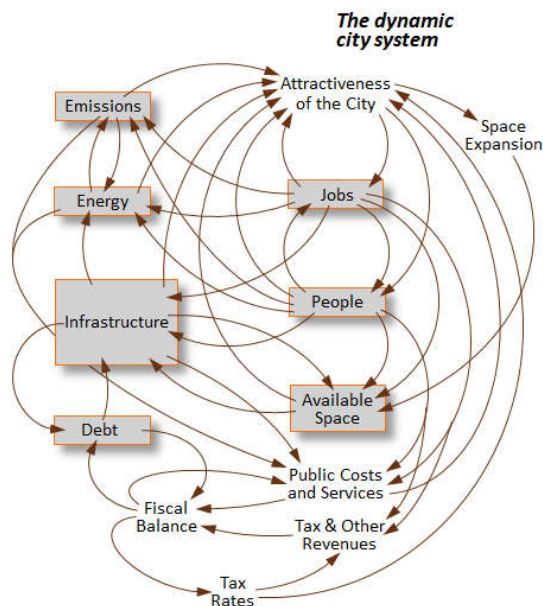 The dynamic
city system
Attractiveness
of the City
Emissions
Space
Expansion
Energy
Jobs
Infrastructure
People
Available
Space
Debt
Public Costs
and Services
Fiscal
Balance
Tax & Other
Revenues
Tax
Rates